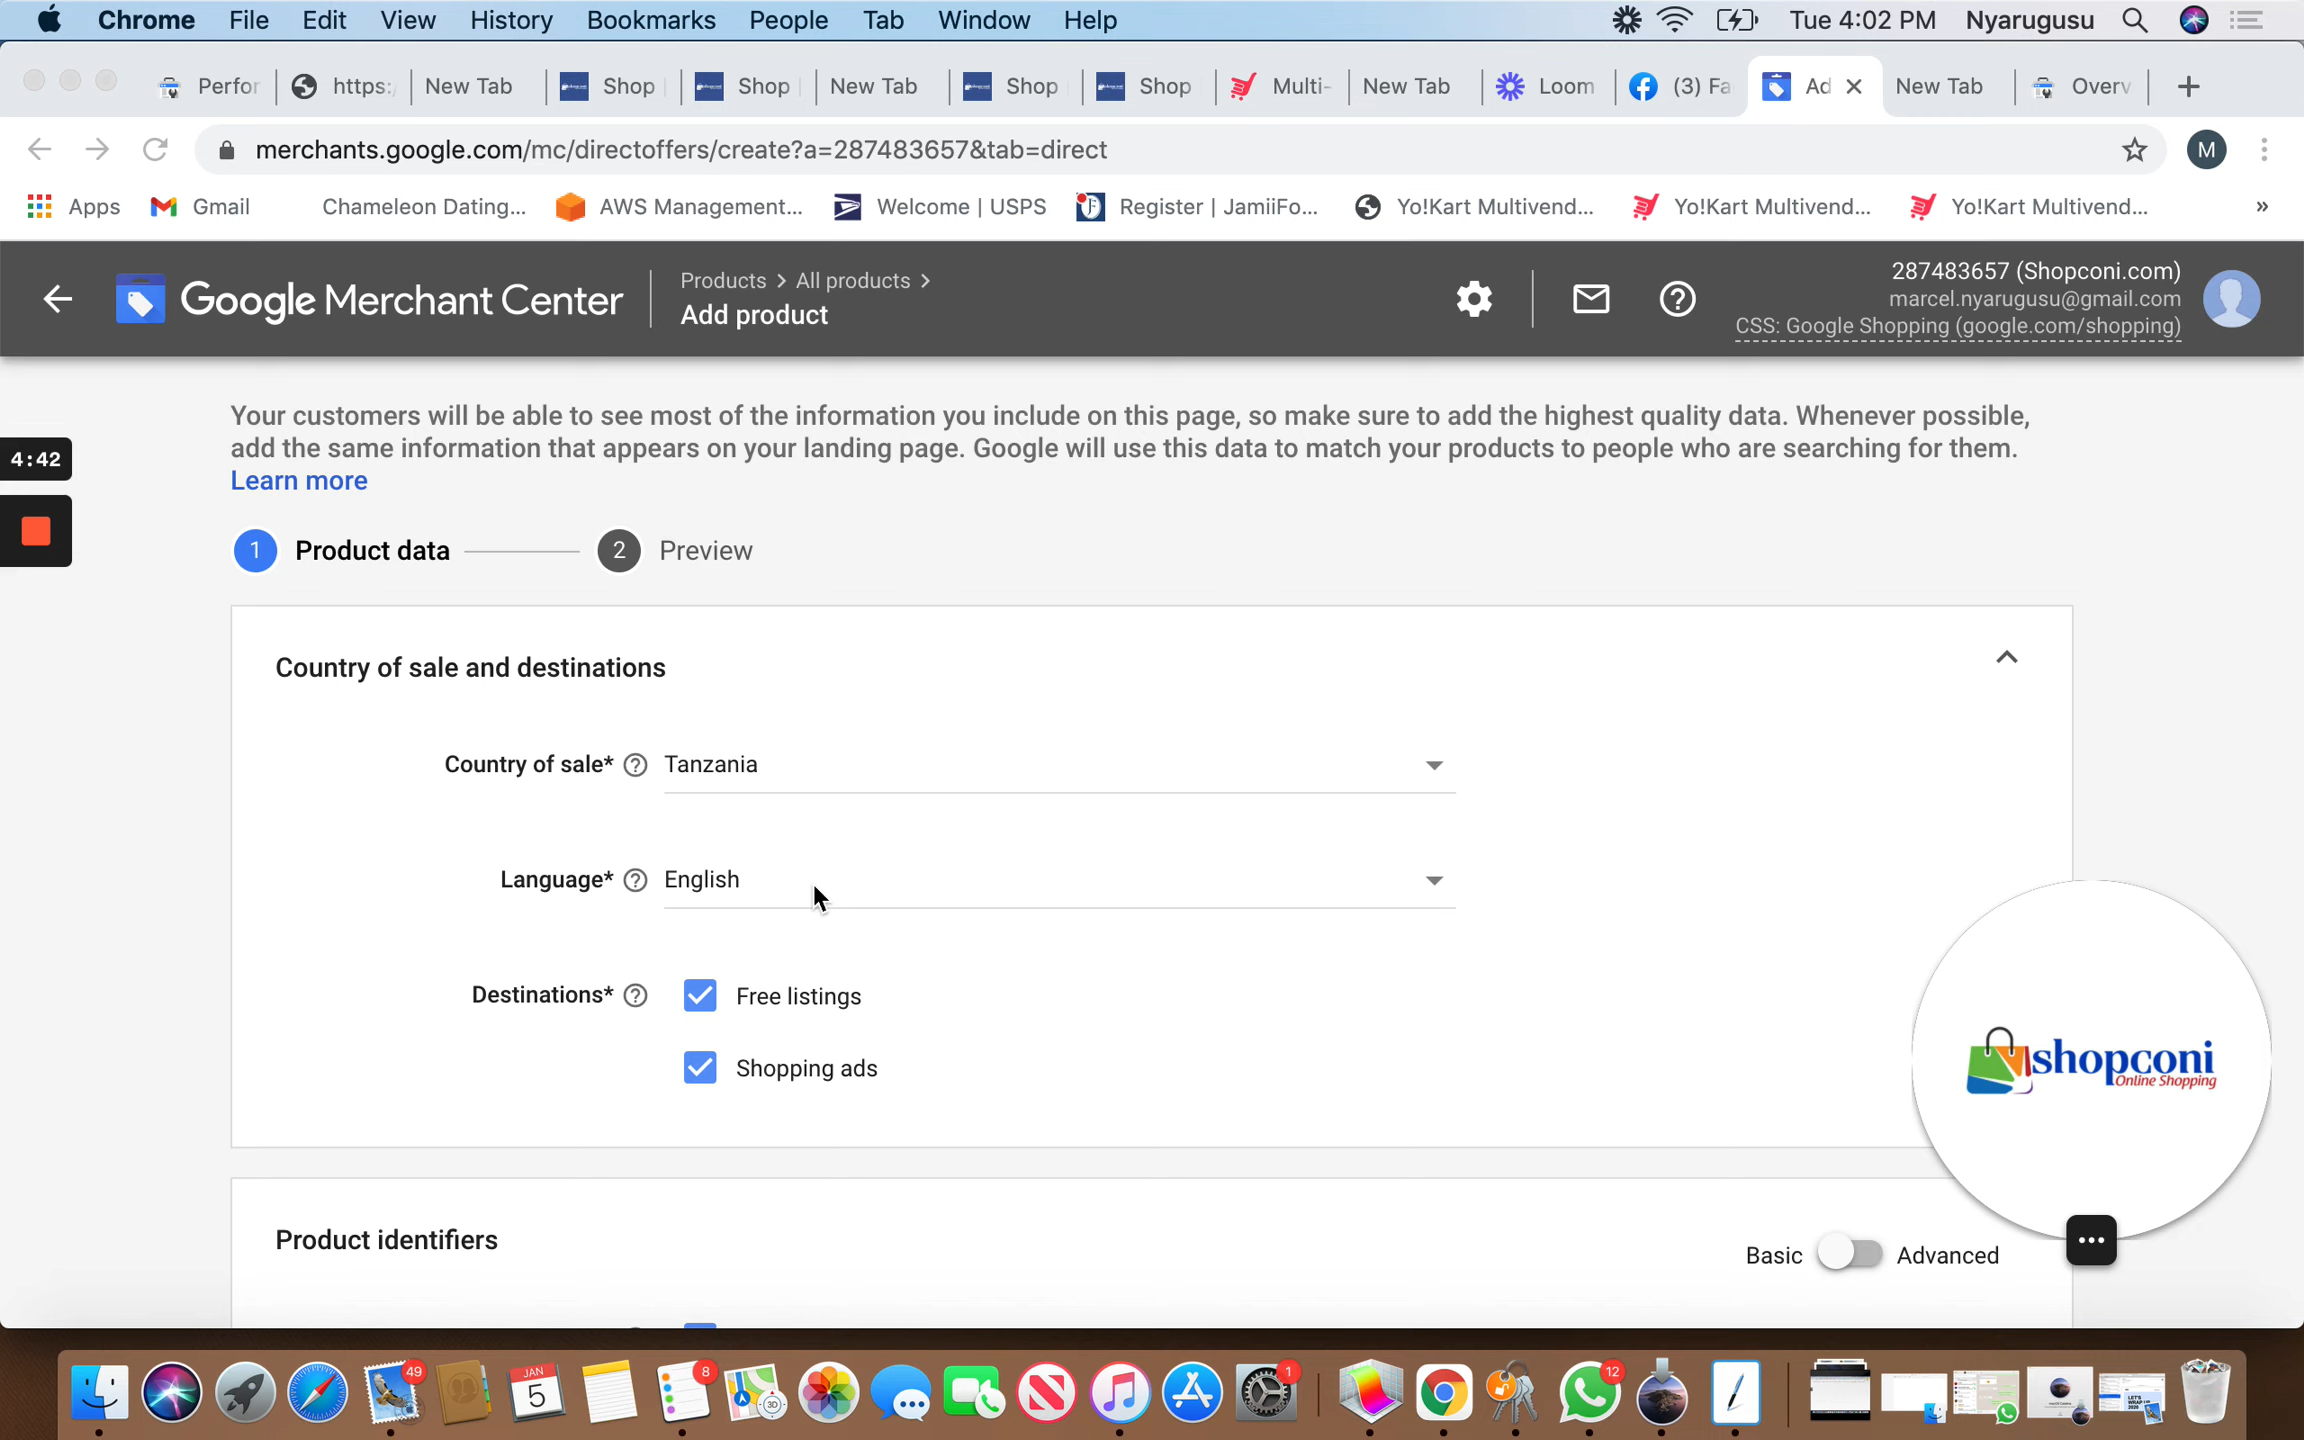 Chrome File Edit View History Bookmarks People Tab Window Help Tue 4:02 PM Nyarugusu
Perfor https: New Tab Shop Shop New Tab Shop Shop Multi- New Tab Loom (3) Fa Ad New Tab Overv
merchants.google.com/mc/directoffers/create?a=287483657&tab=direct M
Apps Gmail Chameleon Dating... AWS Management... Welcome | USPS Register | JamiiFo... Yo!Kart Multivend... Yo!Kart Multivend... Yo!Kart Multivend... »
Google Merchant Center
Products > All products >
Add product
287483657 (Shopconi.com)
marcel.nyarugusu@gmail.com
CSS: Google Shopping (google.com/shopping)
Your customers will be able to see most of the information you include on this page, so make sure to add the highest quality data. Whenever possible,
add the same information that appears on your landing page. Google will use this data to match your products to people who are searching for them.
Learn more
4:42
1 Product data 2 Preview
Country of sale and destinations
Country of sale* Tanzania
Language* English
Destinations* Free listings
Shopping ads
shopconi
Online Shopping
Product identifiers
Basic Advanced
49
JAN
5
8
3D
1
12